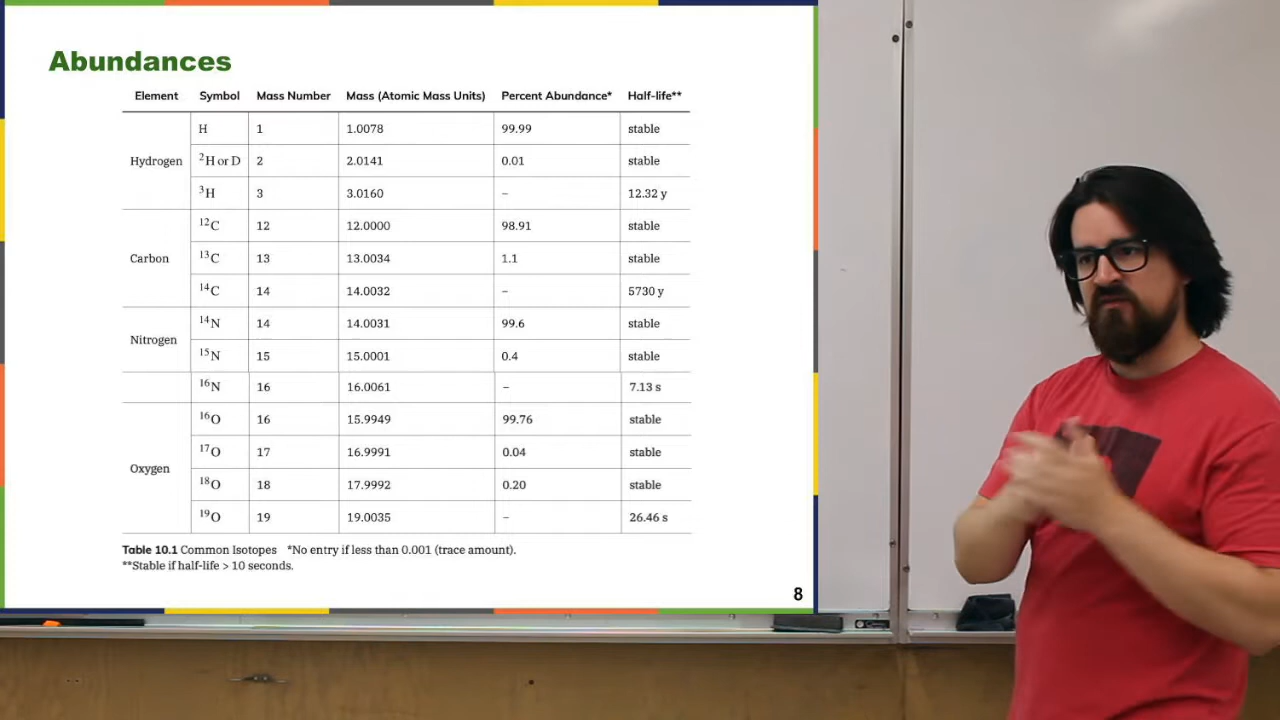 Abundances
Element Symbol Mass Number Mass (Atomic Mass Units) Percent Abundance* Half-life**
Hydrogen
H 1 1.0078 99.99 stable
²H or D 2 2.0141 0.01 stable
³H 3 3.0160 – 12.32 y
Carbon
¹²C 12 12.0000 98.91 stable
¹³C 13 13.0034 1.1 stable
¹⁴C 14 14.0032 – 5730 y
Nitrogen
¹⁴N 14 14.0031 99.6 stable
¹⁵N 15 15.0001 0.4 stable
¹⁶N 16 16.0061 – 7.13 s
Oxygen
¹⁶O 16 15.9949 99.76 stable
¹⁷O 17 16.9991 0.04 stable
¹⁸O 18 17.9992 0.20 stable
¹⁹O 19 19.0035 – 26.46 s
Table 10.1 Common Isotopes *No entry if less than 0.001 (trace amount).
**Stable if half-life > 10 seconds.
8